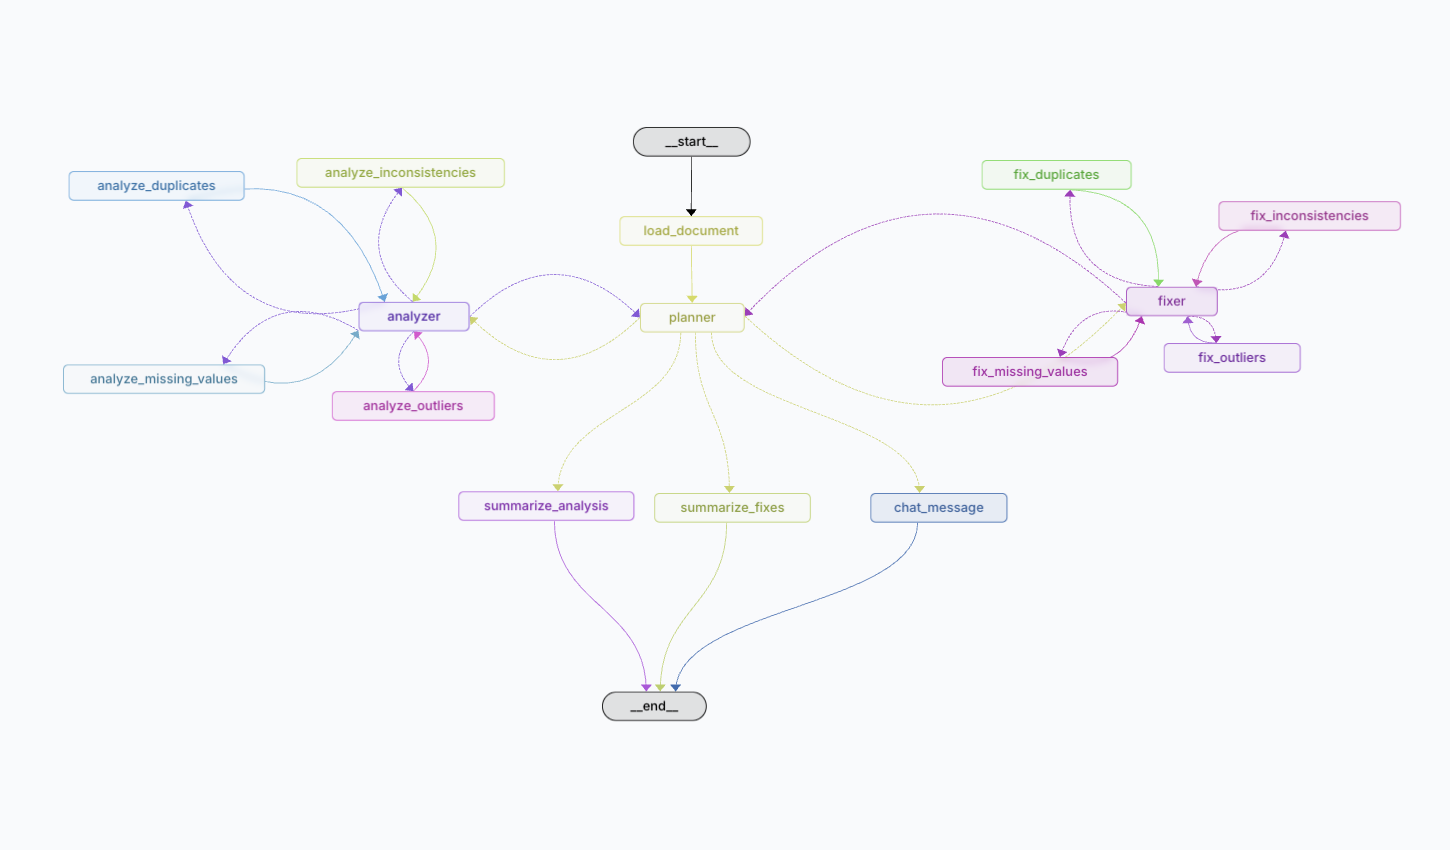 __start__
analyze_inconsistencies
analyze_duplicates
fix_duplicates
fix_inconsistencies
load_document
analyzer
planner
fixer
analyze_missing_values
analyze_outliers
fix_missing_values
fix_outliers
summarize_analysis
summarize_fixes
chat_message
__end__